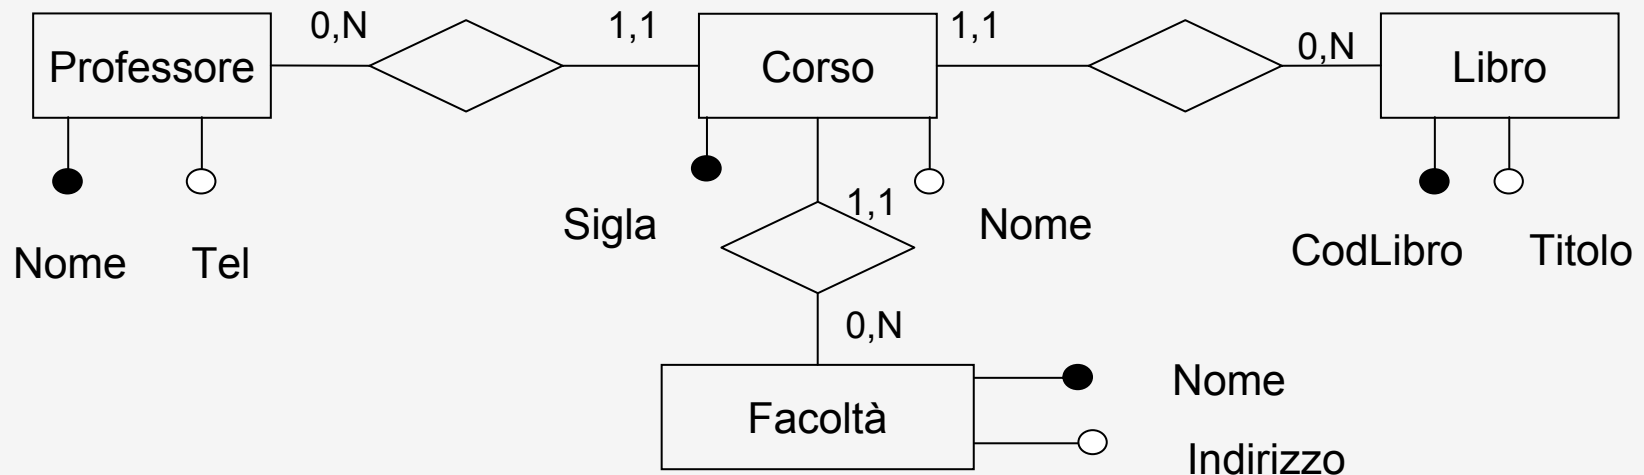 0,N 1,1 1,1 0,N
Professore Corso Libro
Sigla 1,1 Nome
Nome Tel CodLibro Titolo
0,N
Nome
Facoltà
Indirizzo